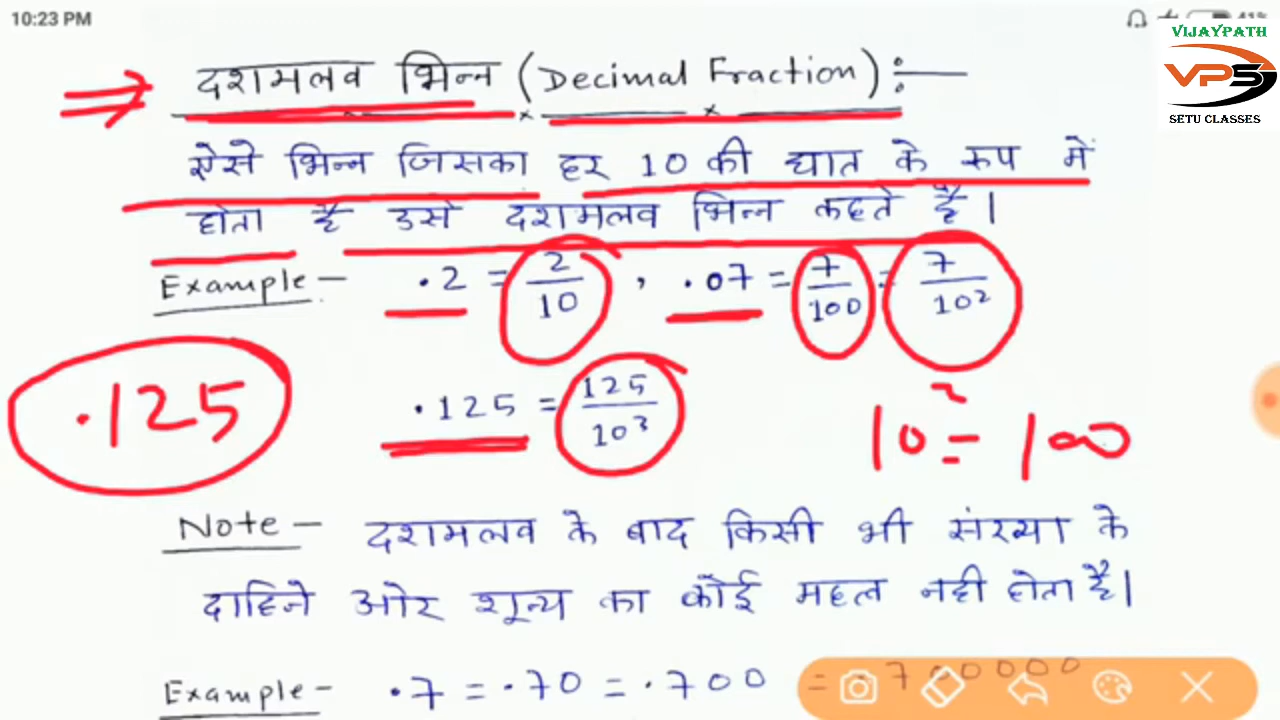 10:23 PM
41%
VIJAYPATH
VPS
SETU CLASSES
⇒ दशमलव भिन्न (Decimal Fraction) :—
ऐसे भिन्न जिसका हर 10 की घात के रूप में
होता है उसे दशमलव भिन्न कहते है।
Example - .2 = 2/10 , .07 = 7/100 = 7/10²
.125 = 125/10³
.125
10² = 100
Note - दशमलव के बाद किसी भी संख्या के
दाहिने ओर शून्य का कोई महत्व नही होता है।
Example - .7 = .70 = .700 = .700000